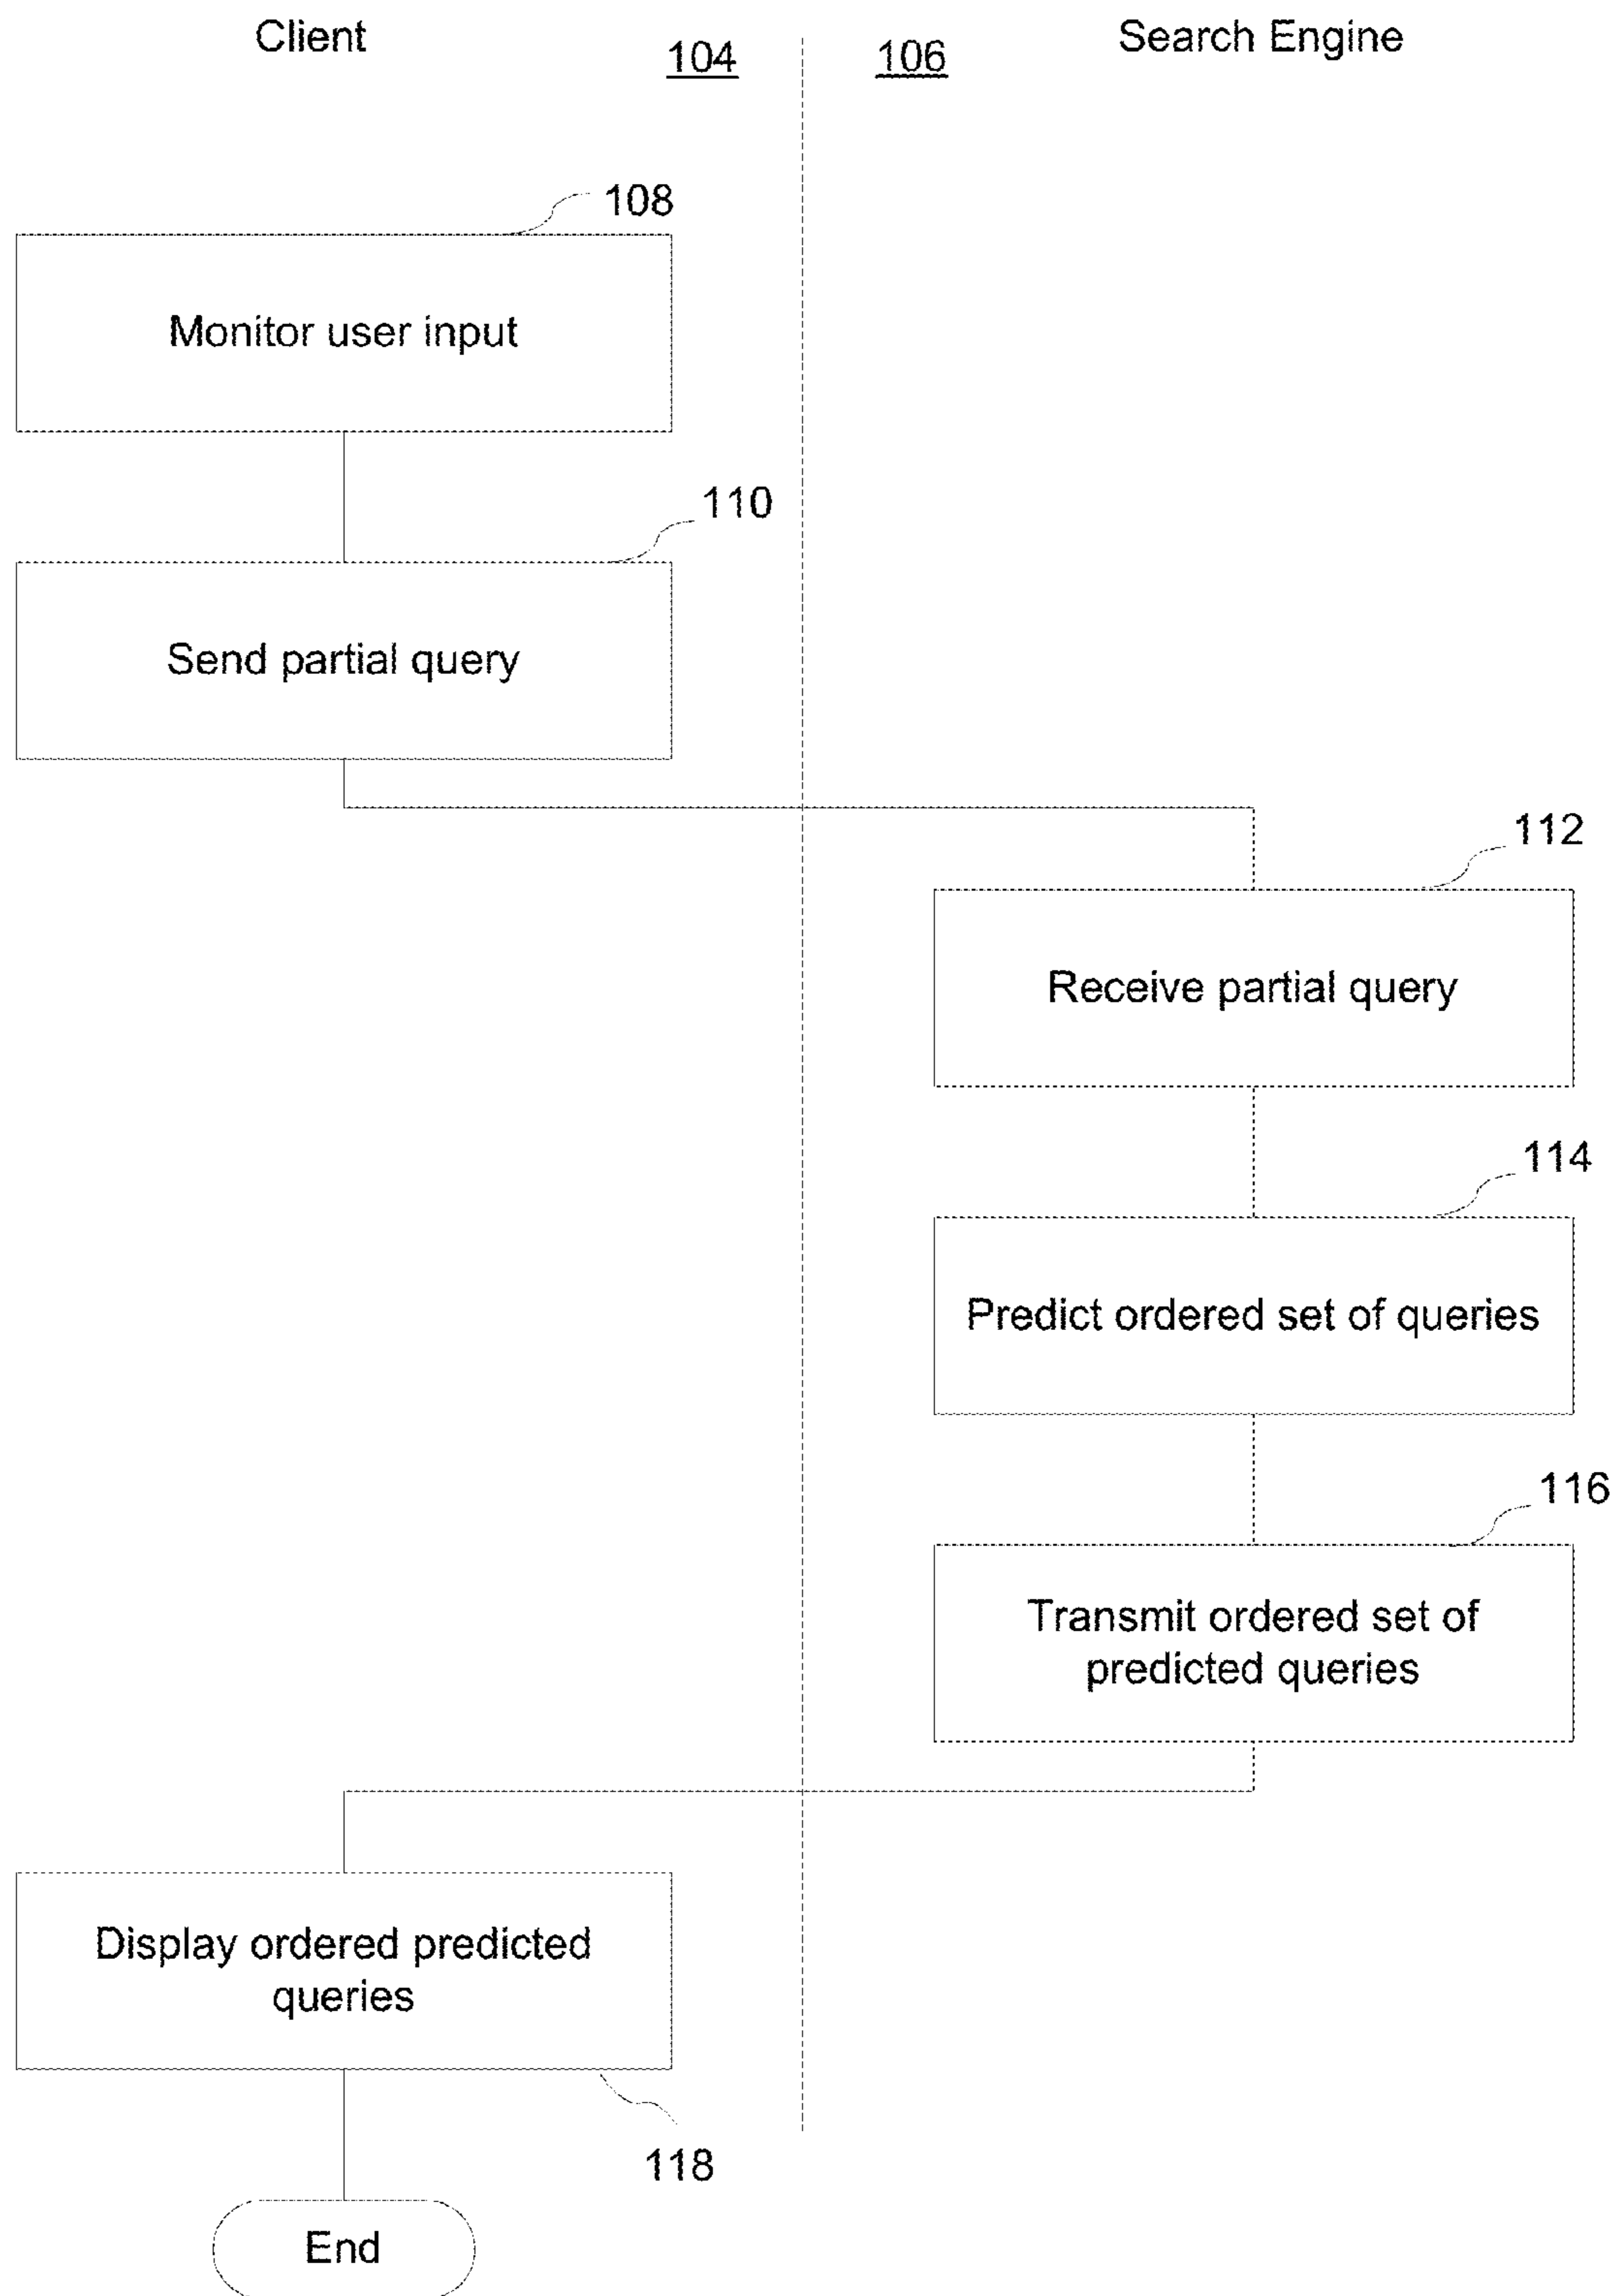 Client
104
106
Search Engine
108
Monitor user input
110
Send partial query
112
Receive partial query
114
Predict ordered set of queries
116
Transmit ordered set of
predicted queries
Display ordered predicted
queries
118
End